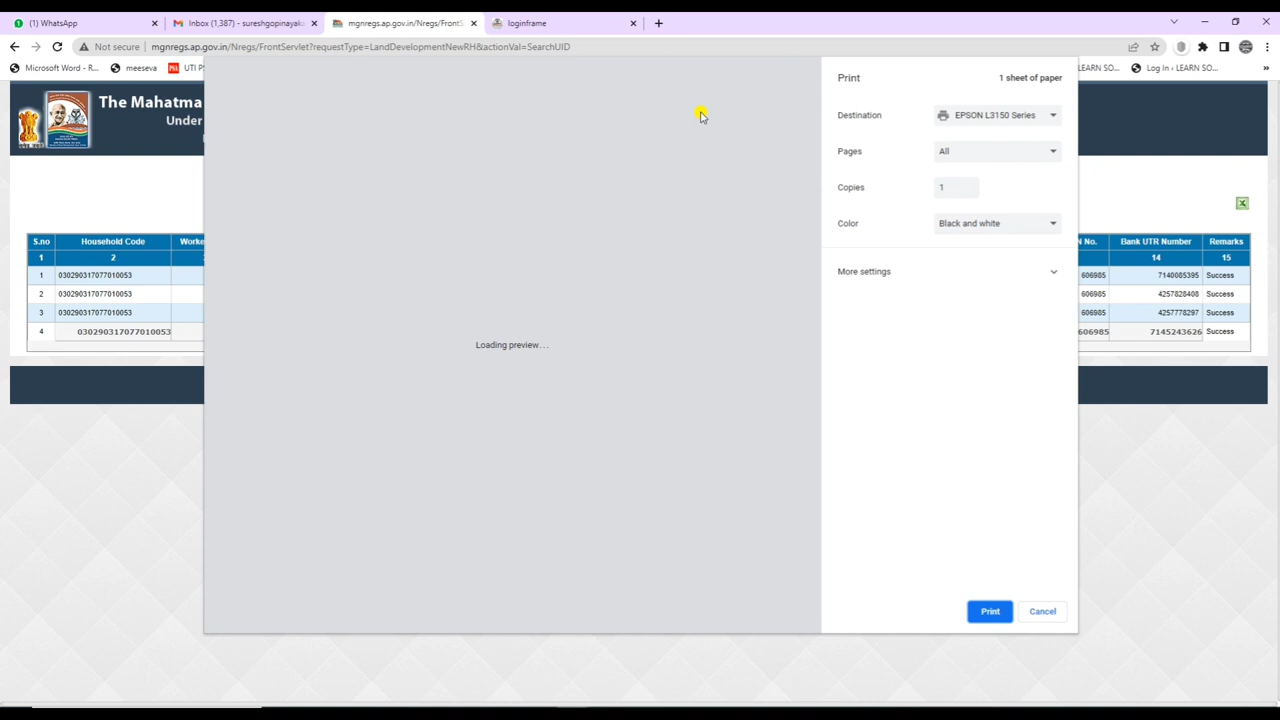 (1) WhatsApp
Inbox (1,387) - sureshgopinayaka
mgnregs.ap.gov.in/Nregs/FrontS
loginframe
Not secure
mgnregs.ap.gov.in/Nregs/FrontServlet?requestType=LandDevelopmentNewRH&actionVal=SearchUID
Microsoft Word - R...
meeseva
UTI PS
LEARN SO...
Log In ‹ LEARN SO...
»
The Mahatma
Under
Print
1 sheet of paper
Destination
EPSON L3150 Series
Pages
All
Copies
1
Color
Black and white
More settings
Loading preview...
Print
Cancel
S.no Household Code Worke N No. Bank UTR Number Remarks
1 2 14 15
1 030290317077010053 606985 7140085395 Success
2 030290317077010053 606985 4257828408 Success
3 030290317077010053 606985 4257778297 Success
4 030290317077010053 606985 7145243626 Success